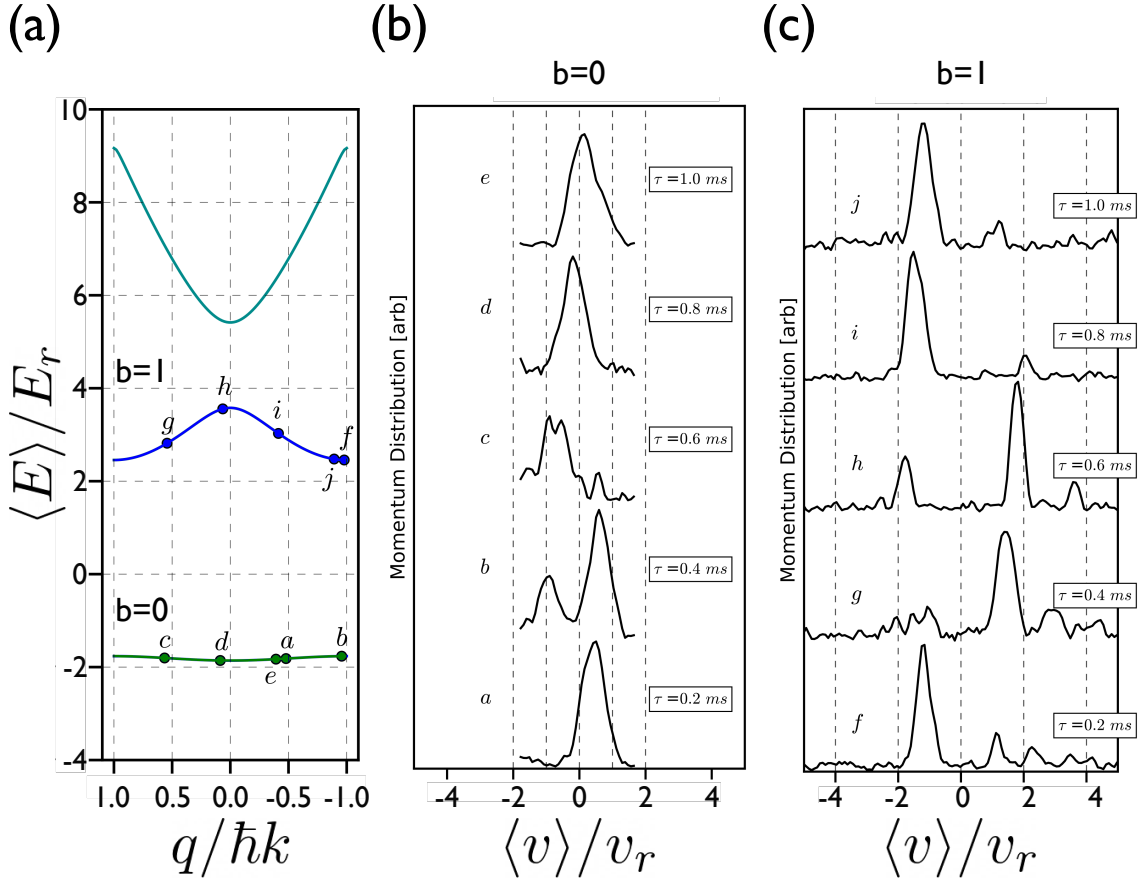 (a)
10
8
6
4
2
0
-2
-4
⟨E⟩/E_r
b=1
g
h
i
f
j
b=0
c
d
a
b
e
1.0 0.5 0.0 -0.5 -1.0
q/ħk
(b)
b=0
Momentum Distribution [arb]
e
τ =1.0 ms
d
τ =0.8 ms
c
τ =0.6 ms
b
τ =0.4 ms
a
τ =0.2 ms
-4 -2 0 2 4
⟨v⟩/v_r
(c)
b=1
Momentum Distribution [arb]
j
τ =1.0 ms
i
τ =0.8 ms
h
τ =0.6 ms
g
τ =0.4 ms
f
τ =0.2 ms
-4 -2 0 2 4
⟨v⟩/v_r